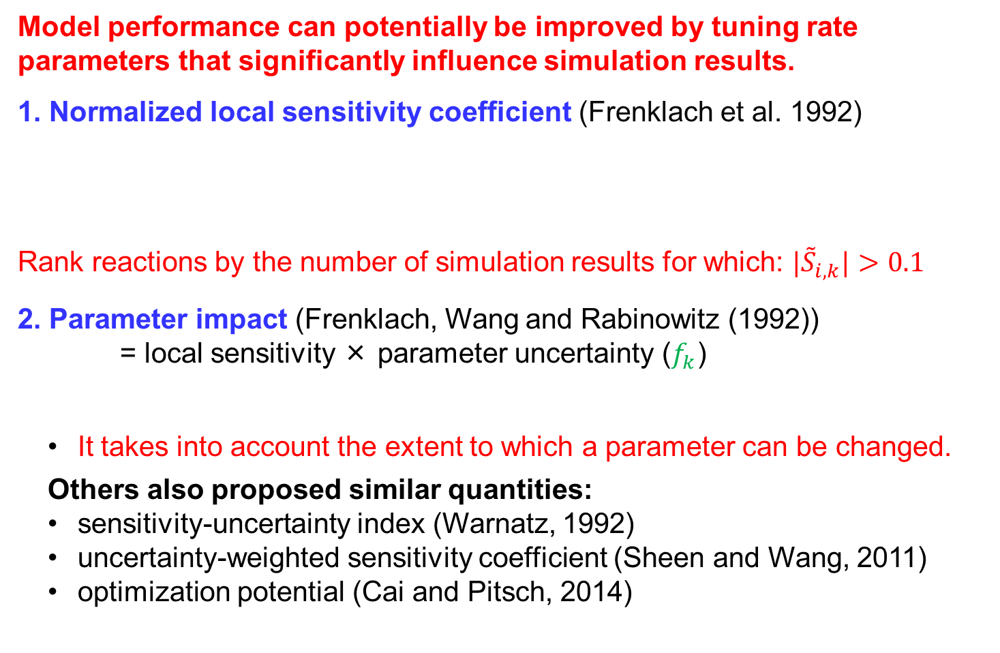 Model performance can potentially be improved by tuning rate
parameters that significantly influence simulation results.
1. Normalized local sensitivity coefficient (Frenklach et al. 1992)
Rank reactions by the number of simulation results for which: |S̃ᵢ,ₖ| > 0.1
2. Parameter impact (Frenklach, Wang and Rabinowitz (1992))
= local sensitivity × parameter uncertainty (fₖ)
• It takes into account the extent to which a parameter can be changed.
Others also proposed similar quantities:
• sensitivity-uncertainty index (Warnatz, 1992)
• uncertainty-weighted sensitivity coefficient (Sheen and Wang, 2011)
• optimization potential (Cai and Pitsch, 2014)